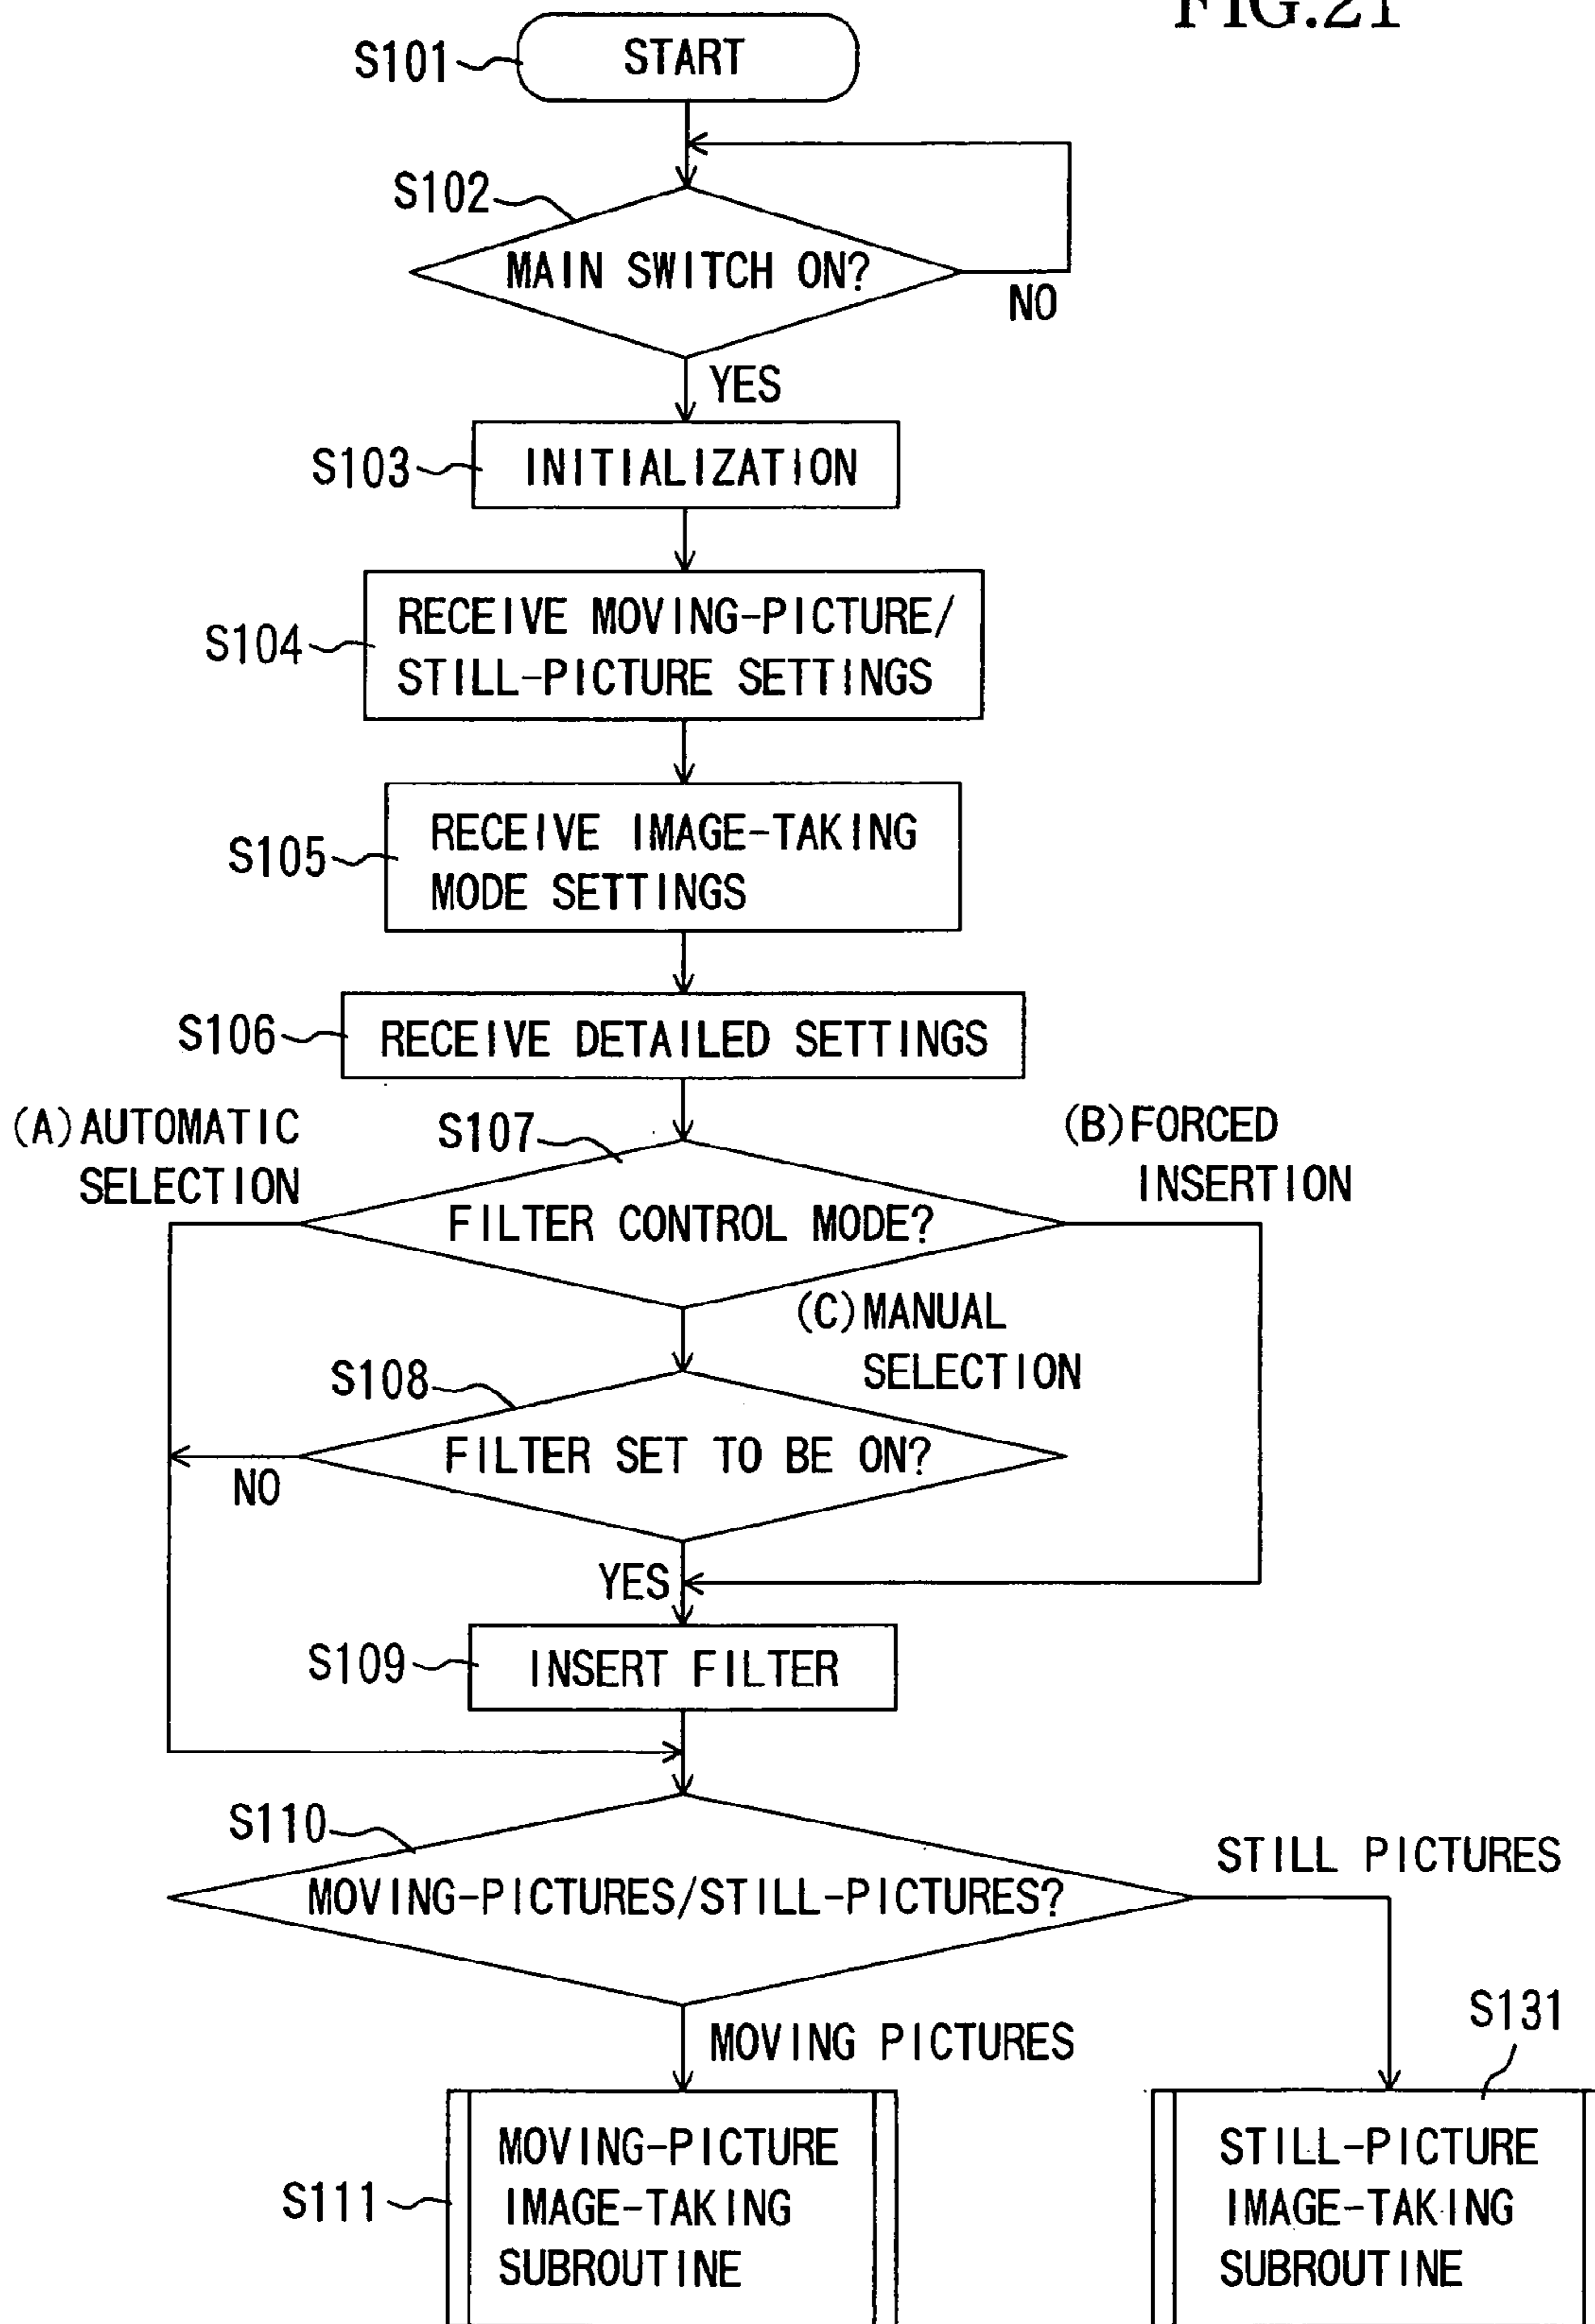 FIG.21
S101
START
S102
MAIN SWITCH ON?
NO
YES
S103
INITIALIZATION
S104
RECEIVE MOVING-PICTURE/
STILL-PICTURE SETTINGS
S105
RECEIVE IMAGE-TAKING
MODE SETTINGS
S106
RECEIVE DETAILED SETTINGS
(A)AUTOMATIC
SELECTION
S107
(B)FORCED
INSERTION
FILTER CONTROL MODE?
(C)MANUAL
SELECTION
S108
FILTER SET TO BE ON?
NO
YES
S109
INSERT FILTER
S110
STILL PICTURES
MOVING-PICTURES/STILL-PICTURES?
MOVING PICTURES
S131
S111
MOVING-PICTURE
IMAGE-TAKING
SUBROUTINE
STILL-PICTURE
IMAGE-TAKING
SUBROUTINE